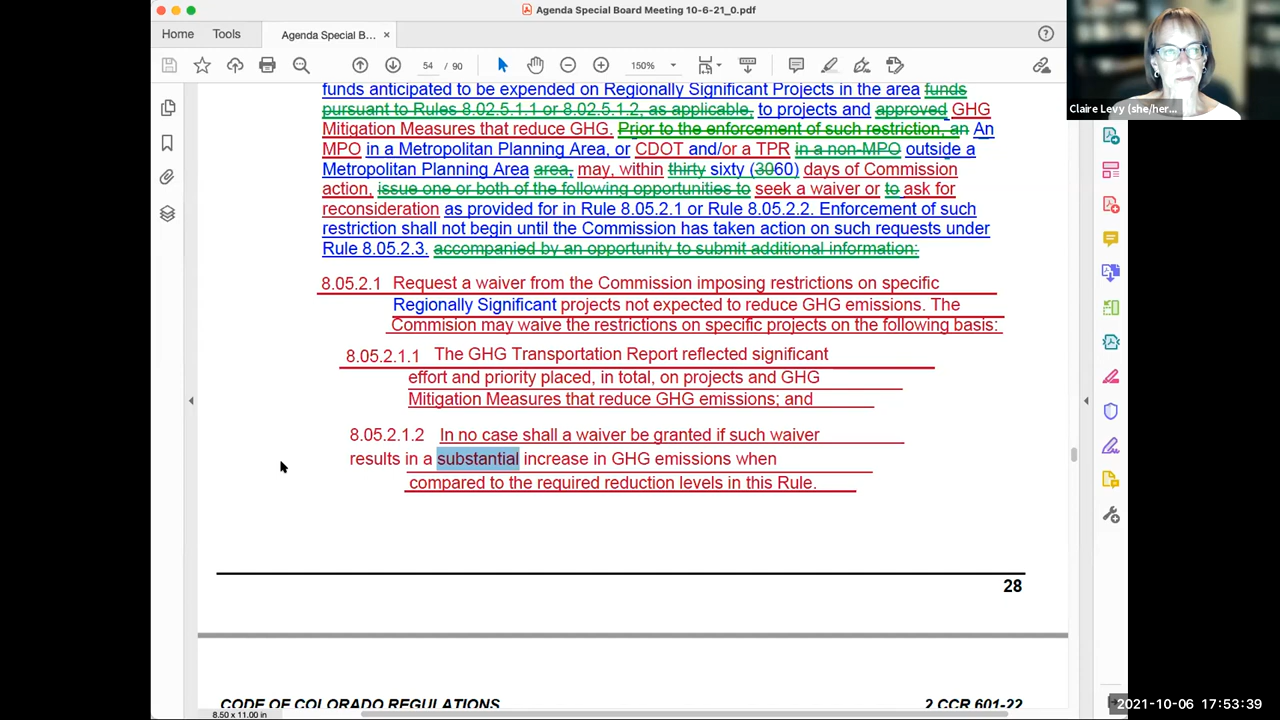 Agenda Special Board Meeting 10-6-21_0.pdf
Home Tools Agenda Special B... ×
54 / 90 150%
Claire Levy (she/her...
funds anticipated to be expended on Regionally Significant Projects in the area funds
pursuant to Rules 8.02.5.1.1 or 8.02.5.1.2, as applicable, to projects and approved GHG
Mitigation Measures that reduce GHG. Prior to the enforcement of such restriction, an An
MPO in a Metropolitan Planning Area, or CDOT and/or a TPR in a non-MPO outside a
Metropolitan Planning Area area, may, within thirty sixty (3060) days of Commission
action, issue one or both of the following opportunities to seek a waiver or to ask for
reconsideration as provided for in Rule 8.05.2.1 or Rule 8.05.2.2. Enforcement of such
restriction shall not begin until the Commission has taken action on such requests under
Rule 8.05.2.3. accompanied by an opportunity to submit additional information:
8.05.2.1 Request a waiver from the Commission imposing restrictions on specific
Regionally Significant projects not expected to reduce GHG emissions. The
Commision may waive the restrictions on specific projects on the following basis:
8.05.2.1.1 The GHG Transportation Report reflected significant
effort and priority placed, in total, on projects and GHG
Mitigation Measures that reduce GHG emissions; and
8.05.2.1.2 In no case shall a waiver be granted if such waiver
results in a substantial increase in GHG emissions when
compared to the required reduction levels in this Rule.
28
CODE OF COLORADO REGULATIONS 2 CCR 601-22
8.50 x 11.00 in
2021-10-06 17:53:39